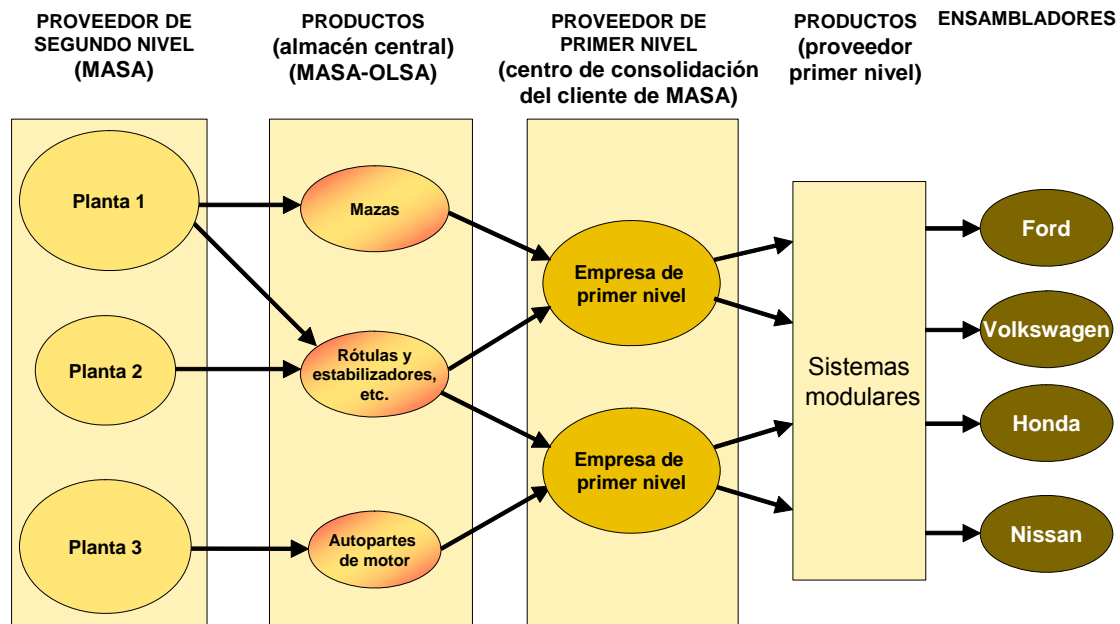 PROVEEDOR DE
SEGUNDO NIVEL
(MASA)
PRODUCTOS
(almacén central)
(MASA-OLSA)
PROVEEDOR DE
PRIMER NIVEL
(centro de consolidación
del cliente de MASA)
PRODUCTOS
(proveedor
primer nivel)
ENSAMBLADORES
Planta 1
Planta 2
Planta 3
Mazas
Rótulas y
estabilizadores,
etc.
Autopartes
de motor
Empresa de
primer nivel
Empresa de
primer nivel
Sistemas
modulares
Ford
Volkswagen
Honda
Nissan